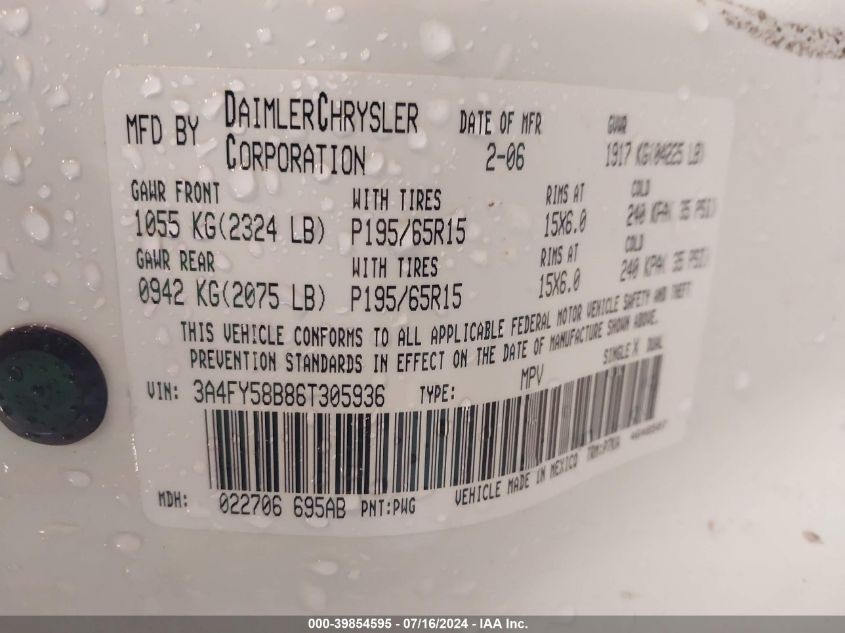 MFD BY DAIMLERCHRYSLER CORPORATION DATE OF MFR 2-06 GVWR 1917 KG(04225 LB)
GAWR FRONT WITH TIRES RIMS AT COLD
1055 KG(2324 LB) P195/65R15 15X6.0 240 KPA( 35 PSI)
GAWR REAR WITH TIRES RIMS AT COLD
0942 KG(2075 LB) P195/65R15 15X6.0 240 KPA( 35 PSI)
THIS VEHICLE CONFORMS TO ALL APPLICABLE FEDERAL MOTOR VEHICLE SAFETY AND THEFT
PREVENTION STANDARDS IN EFFECT ON THE DATE OF MANUFACTURE SHOWN ABOVE.
VIN: 3A4FY58B86T305936 TYPE: MPV SINGLE X DUAL
MDH: 022706 695AB PNT:PWG VEHICLE MADE IN MEXICO
000-39854595 - 07/16/2024 - IAA Inc.